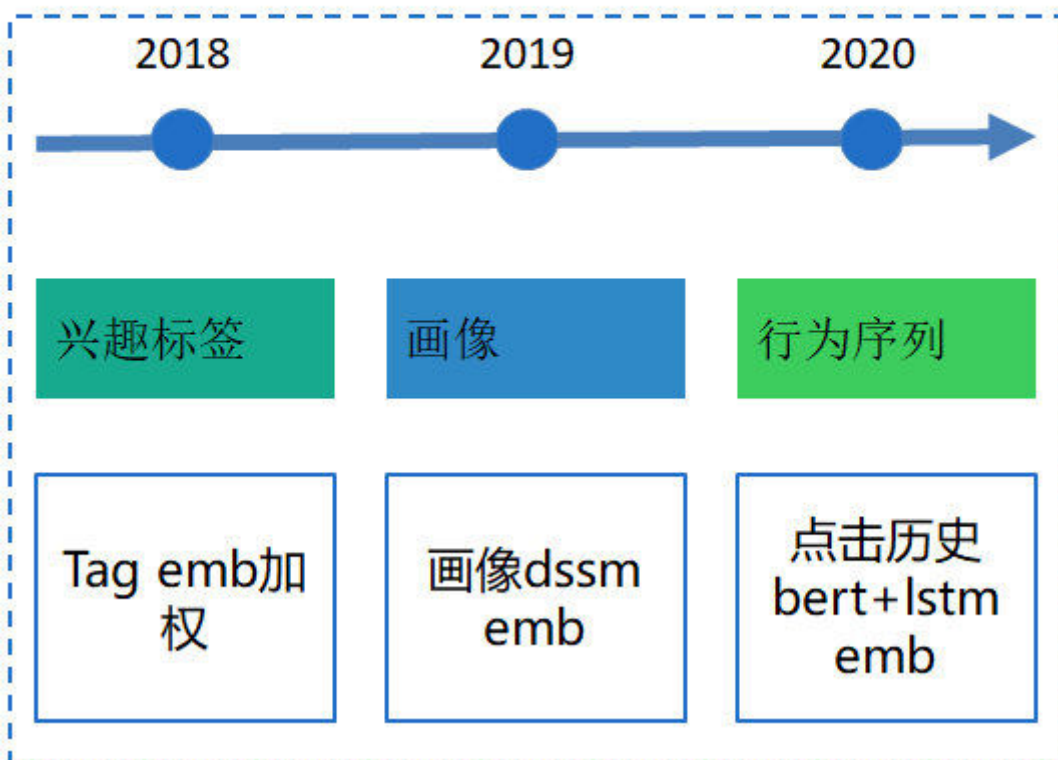 2018
2019
2020
兴趣标签
画像
行为序列
Tag emb加
权
画像dssm
emb
点击历史
bert+lstm
emb